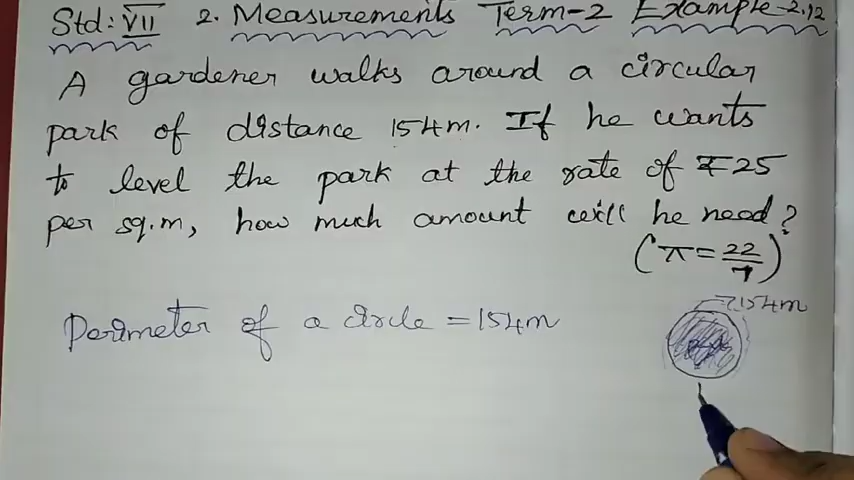 Std: VII 2. Measurements Term-2 Example-2.12
A gardener walks around a circular
park of distance 154m. If he wants
to level the park at the rate of ₹25
per sq.m, how much amount will he need?
(π=22/7)
154m
Perimeter of a circle = 154m